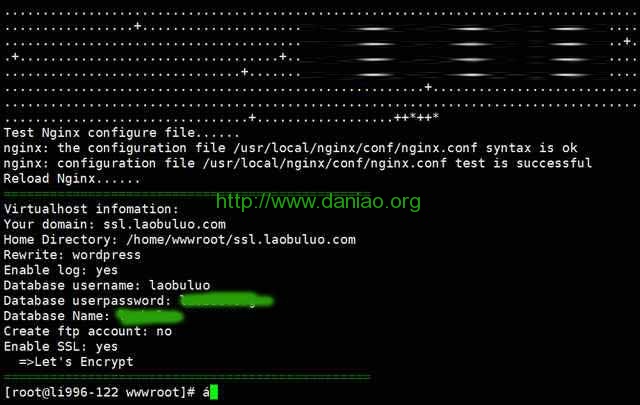 ................................+..................++*++*
Test Nginx configure file......
nginx: the configuration file /usr/local/nginx/conf/nginx.conf syntax is ok
nginx: configuration file /usr/local/nginx/conf/nginx.conf test is successful
Reload Nginx......
================================================
http://www.daniao.org
Virtualhost infomation:
Your domain: ssl.laobuluo.com
Home Directory: /home/wwwroot/ssl.laobuluo.com
Rewrite: wordpress
Enable log: yes
Database username: laobuluo
Database userpassword:
Database Name:
Create ftp account: no
Enable SSL: yes
=>Let's Encrypt
================================================
[root@li996-122 wwwroot]# á